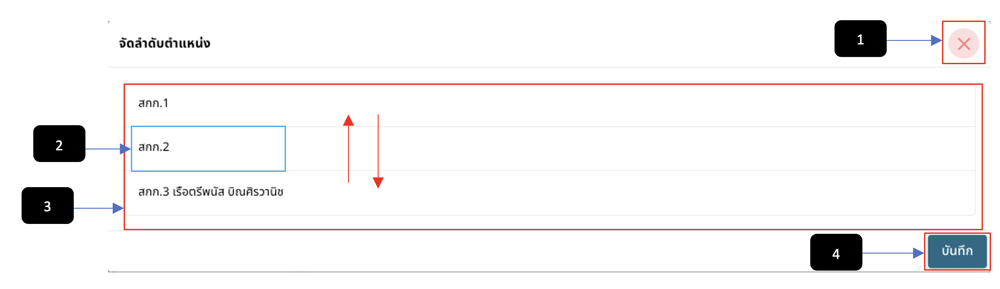 จัดลำดับตำแหน่ง
1
สกก.1
2
สกก.2
3
สกก.3 เรือตรีพนัส บิณศิรวานิช
4
บันทึก